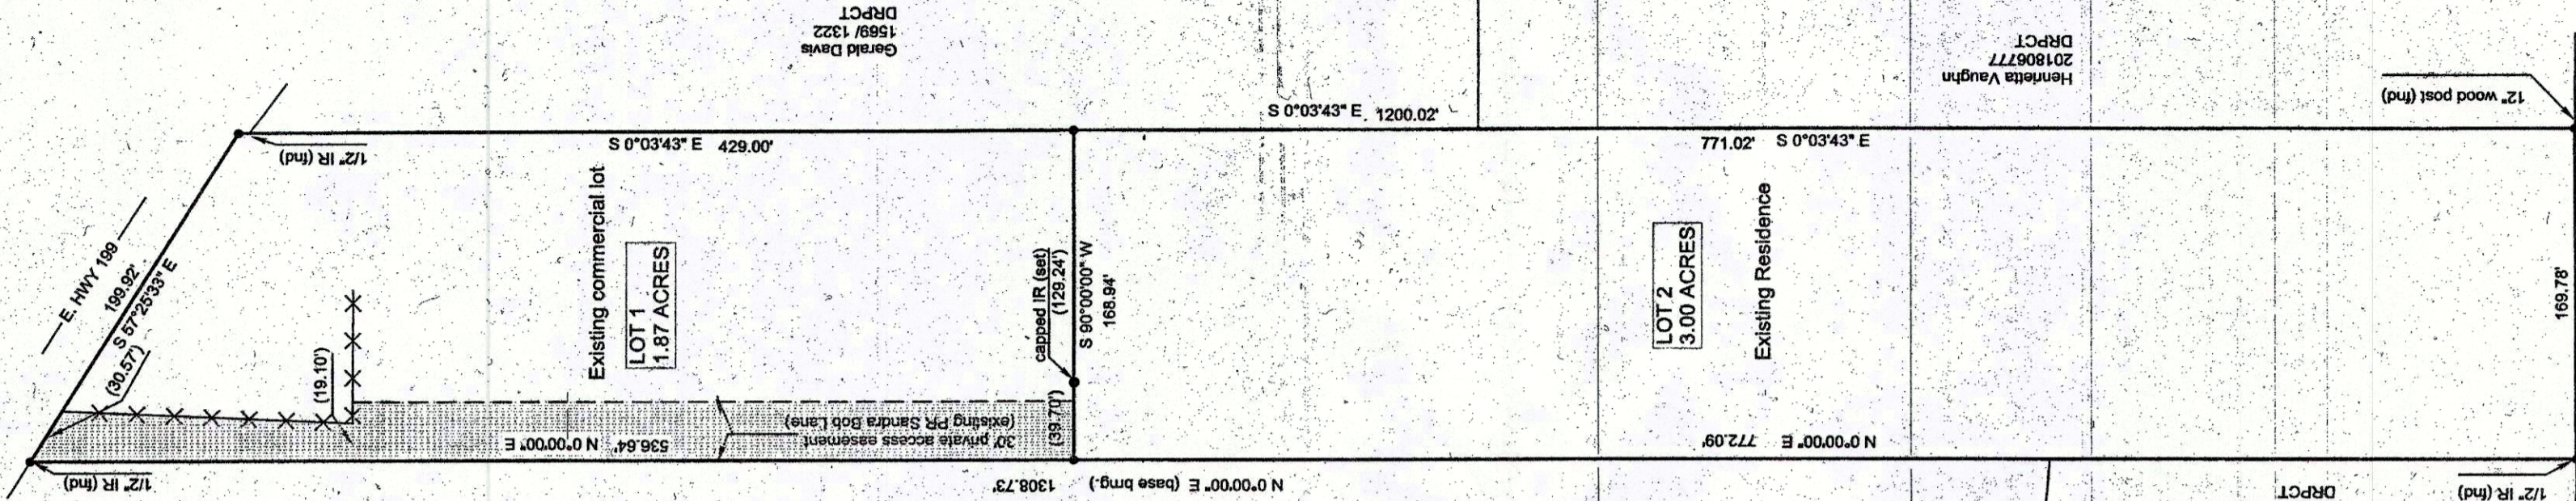 Gerald Davis
1569/ 1322
DRPCT
Henrietta Vaughn
201806777
DRPCT
12" wood post (fnd)
S 0°03'43" E 1200.02'
1/2" IR (fnd)
S 0°03'43" E 429.00'
771.02' S 0°03'43" E
E. HWY 199
199.92'
S 57°25'33" E
(30.57')
(19.10')
Existing commercial lot
LOT 1
1.87 ACRES
capped IR (set)
(129.24')
S 90°00'00" W
168.94'
(39.70')
LOT 2
3.00 ACRES
Existing Residence
169.78'
30' private access easement
(existing PR Sandra Bob Lane)
536.64' N 0°00'00" E
772.09' N 0°00'00" E
1/2" IR (fnd)
N 0°00'00" E (base brng.) 1308.73'
DRPCT
1/2" IR (fnd)